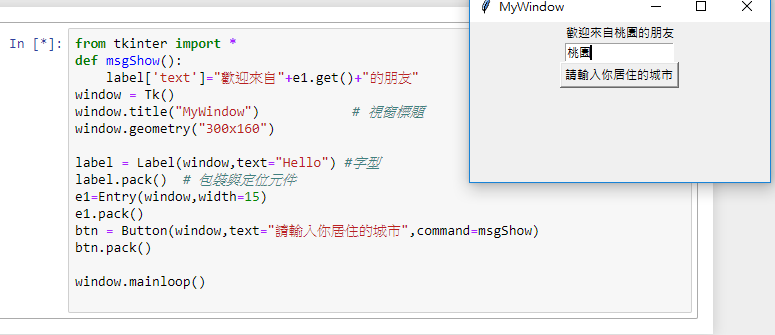 MyWindow
歡迎來自桃園的朋友
桃園
請輸入你居住的城市
In [*]:
from tkinter import *
def msgShow():
    label['text']="歡迎來自"+e1.get()+"的朋友"
window = Tk()
window.title("MyWindow")            # 視窗標題
window.geometry("300x160")

label = Label(window,text="Hello") #字型
label.pack()  # 包裝與定位元件
e1=Entry(window,width=15)
e1.pack()
btn = Button(window,text="請輸入你居住的城市",command=msgShow)
btn.pack()

window.mainloop()